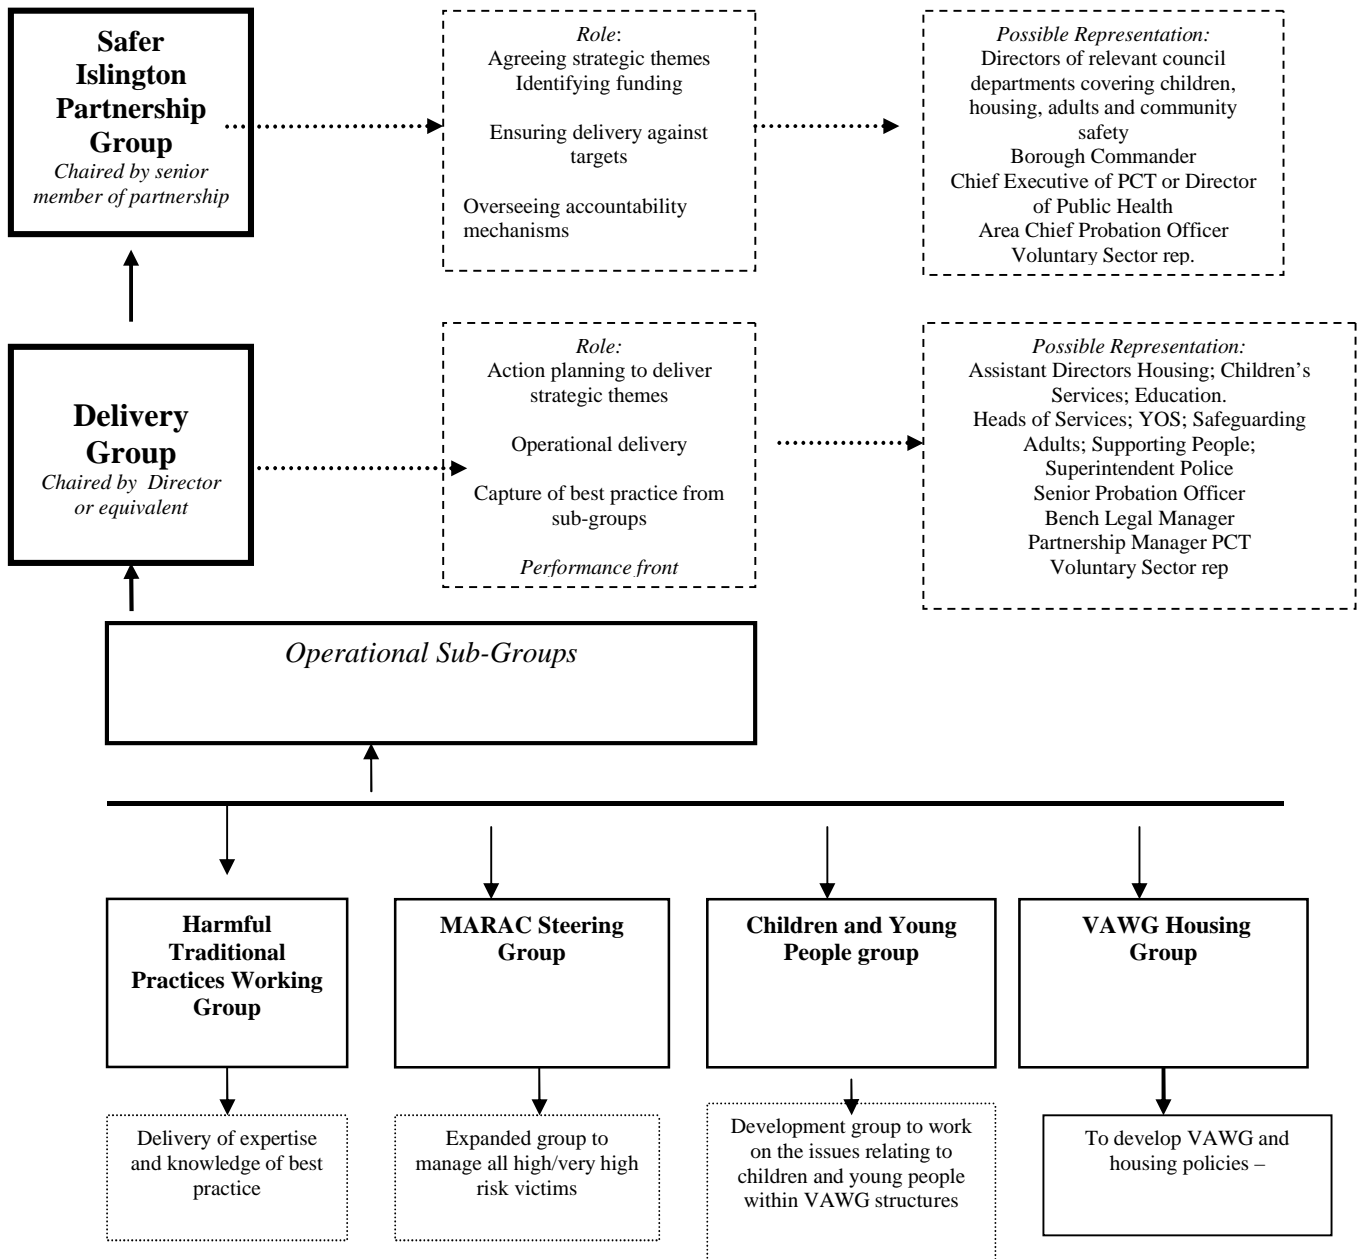 Safer
Islington
Partnership
Group
Chaired by senior
member of partnership
Role:
Agreeing strategic themes
Identifying funding
Ensuring delivery against
targets
Overseeing accountability
mechanisms
Possible Representation:
Directors of relevant council
departments covering children,
housing, adults and community
safety
Borough Commander
Chief Executive of PCT or Director
of Public Health
Area Chief Probation Officer
Voluntary Sector rep.
Delivery
Group
Chaired by Director
or equivalent
Role:
Action planning to deliver
strategic themes
Operational delivery
Capture of best practice from
sub-groups
Performance front
Possible Representation:
Assistant Directors Housing; Children's
Services; Education.
Heads of Services; YOS; Safeguarding
Adults; Supporting People;
Superintendent Police
Senior Probation Officer
Bench Legal Manager
Partnership Manager PCT
Voluntary Sector rep
Operational Sub-Groups
Harmful
Traditional
Practices Working
Group
MARAC Steering
Group
Children and Young
People group
VAWG Housing
Group
Delivery of expertise
and knowledge of best
practice
Expanded group to
manage all high/very high
risk victims
Development group to work
on the issues relating to
children and young people
within VAWG structures
To develop VAWG and
housing policies –